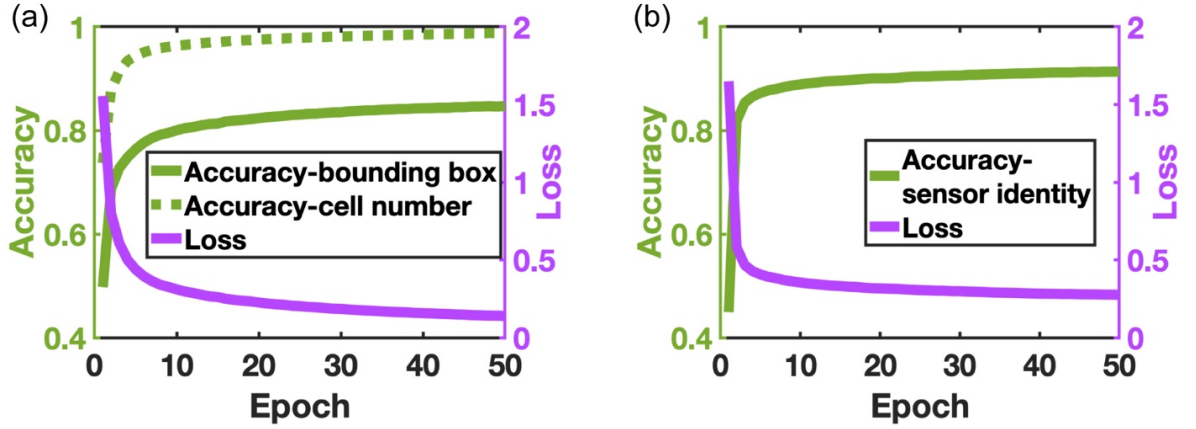 (a)
1
0.8
0.6
0.4
Accuracy
2
1.5
1
0.5
0
Loss
Accuracy-bounding box
Accuracy-cell number
Loss
0 10 20 30 40 50
Epoch
(b)
1
0.8
0.6
0.4
Accuracy
2
1.5
1
0.5
0
Loss
Accuracy-
sensor identity
Loss
0 10 20 30 40 50
Epoch